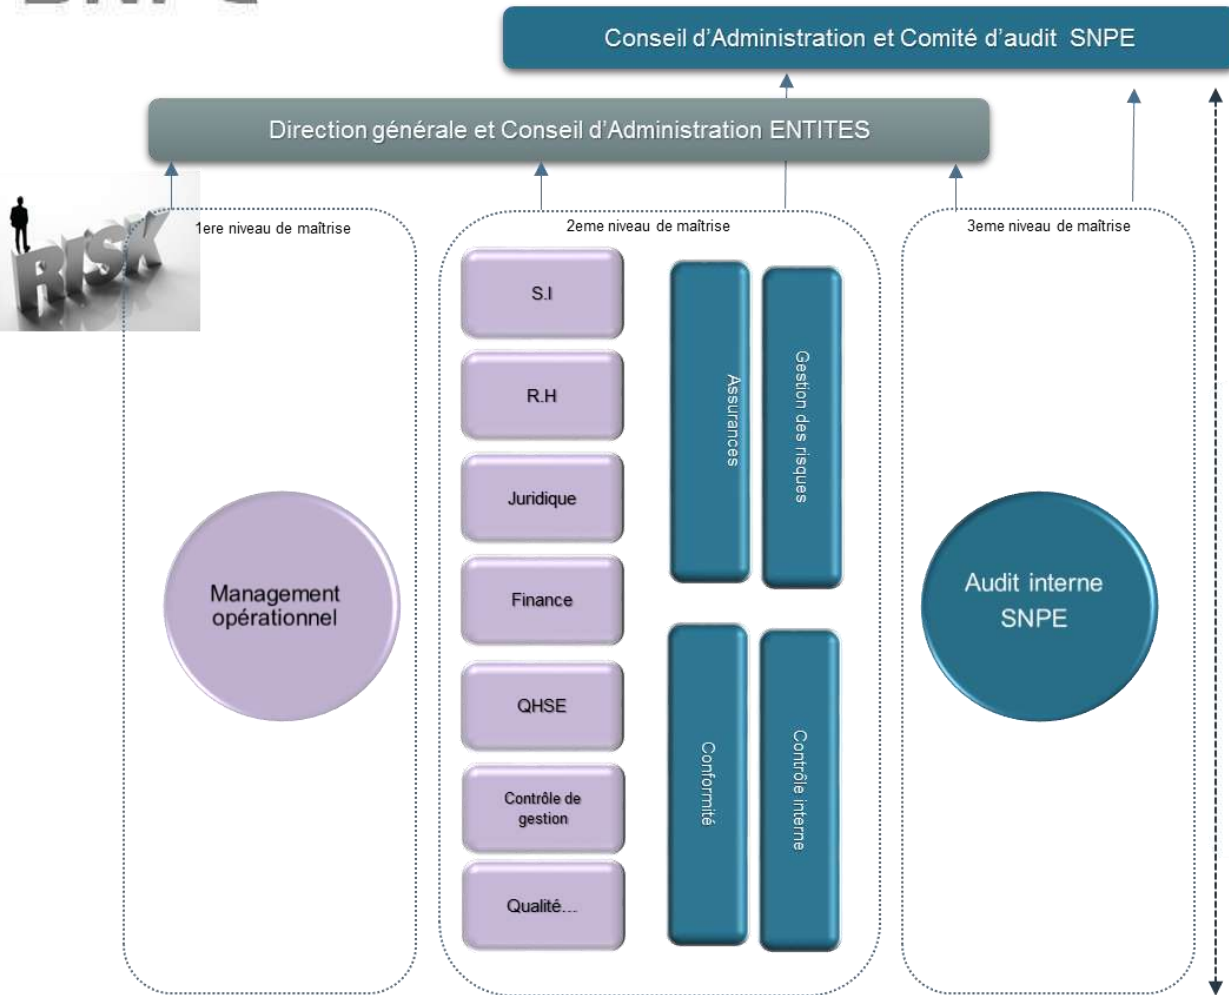 Conseil d'Administration et Comité d'audit SNPE
Direction générale et Conseil d'Administration ENTITES
RISK
1ere niveau de maîtrise
2eme niveau de maîtrise
3eme niveau de maîtrise
S.I
R.H
Juridique
Finance
QHSE
Contrôle de
gestion
Qualité...
Assurances
Gestion des risques
Conformité
Contrôle interne
Management
opérationnel
Audit interne
SNPE